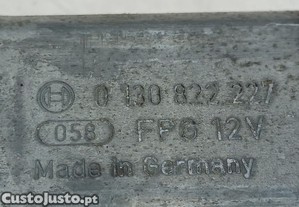 0 130 822 227
058 FPG 12V
Made in Germany
CustoJusto.pt